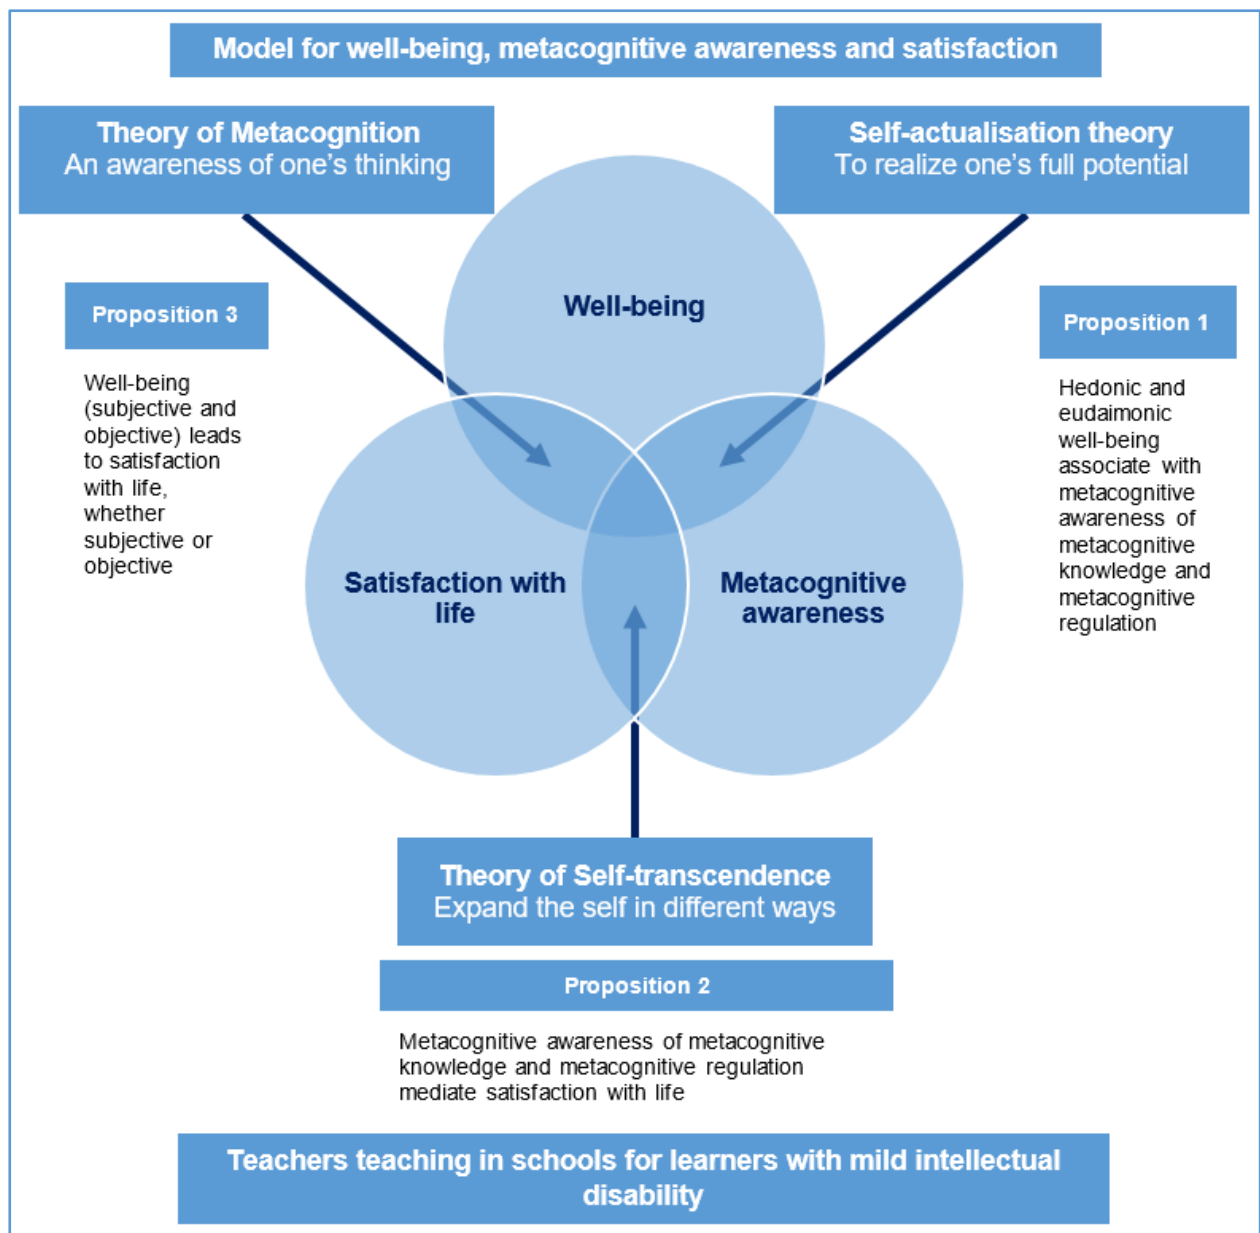 Model for well-being, metacognitive awareness and satisfaction
Theory of Metacognition
An awareness of one's thinking
Self-actualisation theory
To realize one's full potential
Well-being
Proposition 3
Well-being
(subjective and
objective) leads
to satisfaction
with life,
whether
subjective or
objective
Proposition 1
Hedonic and
eudaimonic
well-being
associate with
metacognitive
awareness of
metacognitive
knowledge and
metacognitive
regulation
Satisfaction with
life
Metacognitive
awareness
Theory of Self-transcendence
Expand the self in different ways
Proposition 2
Metacognitive awareness of metacognitive
knowledge and metacognitive regulation
mediate satisfaction with life
Teachers teaching in schools for learners with mild intellectual
disability